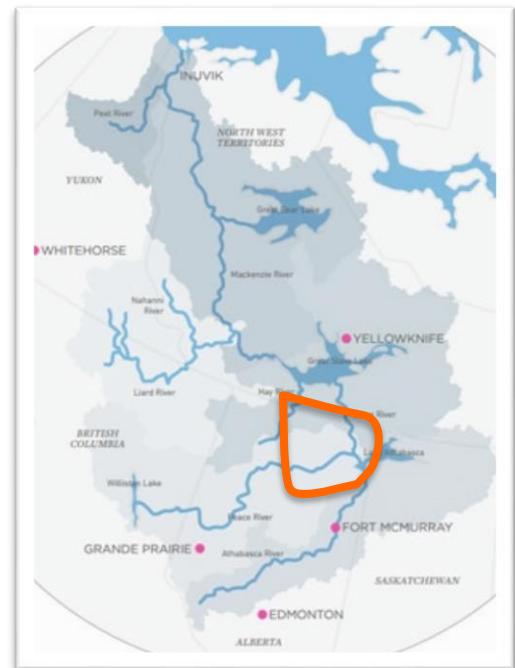 INUVIK
Peel River
NORTH WEST
TERRITORIES
YUKON
Great Bear Lake
WHITEHORSE
Mackenzie River
Nahanni
River
YELLOWKNIFE
Great Slave Lake
Liard River
Hay River
River
BRITISH
COLUMBIA
Williston Lake
Peace River
FORT MCMURRAY
GRANDE PRAIRIE
Athabasca River
SASKATCHEWAN
EDMONTON
ALBERTA